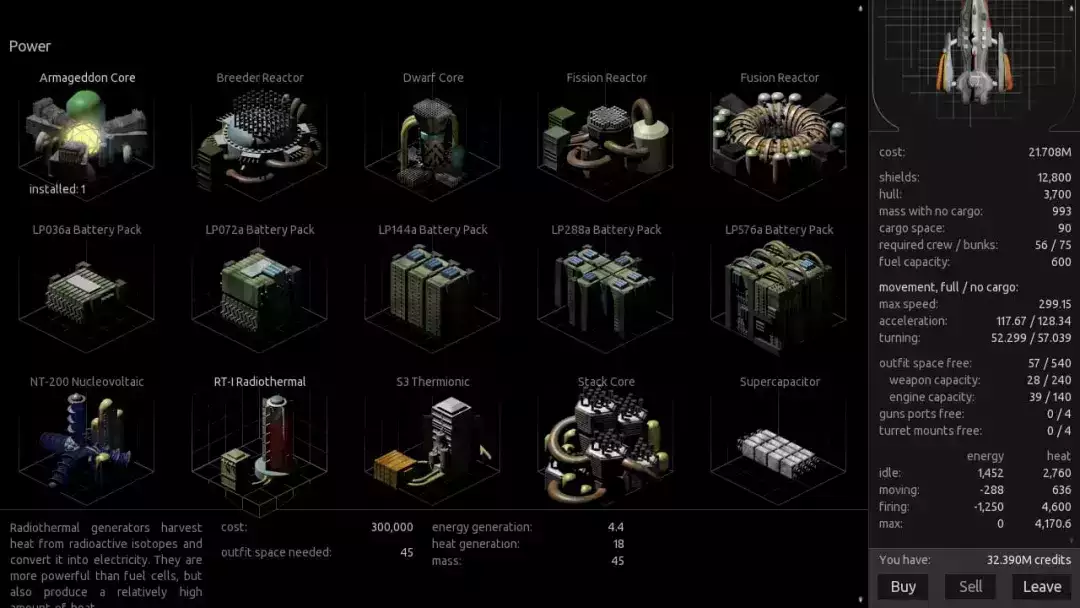 Power
Armageddon Core Breeder Reactor Dwarf Core Fission Reactor Fusion Reactor
installed: 1
LP036a Battery Pack LP072a Battery Pack LP144a Battery Pack LP288a Battery Pack LP576a Battery Pack
NT-200 Nucleovoltaic RT-I Radiothermal S3 Thermionic Stack Core Supercapacitor
Radiothermal generators harvest
heat from radioactive isotopes and
convert it into electricity. They are
more powerful than fuel cells, but
also produce a relatively high
amount of heat
cost: 300,000
outfit space needed: 45
energy generation: 4.4
heat generation: 18
mass: 45
cost: 21.708M
shields: 12,800
hull: 3,700
mass with no cargo: 993
cargo space: 90
required crew / bunks: 56 / 75
fuel capacity: 600
movement, full / no cargo:
max speed: 299.15
acceleration: 117.67 / 128.34
turning: 52.299 / 57.039
outfit space free: 57 / 540
weapon capacity: 28 / 240
engine capacity: 39 / 140
guns ports free: 0 / 4
turret mounts free: 0 / 4
energy heat
idle: 1,452 2,760
moving: -288 636
firing: -1,250 4,600
max: 0 4,170.6
You have: 32.390M credits
Buy Sell Leave